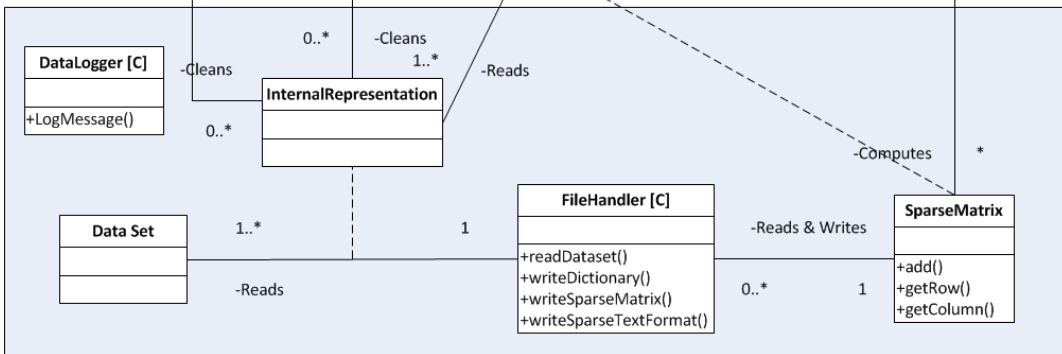 0..*
-Cleans
1..*
DataLogger [C]
+LogMessage()
-Cleans
0..*
InternalRepresentation
-Reads
-Computes
*
Data Set
1..*
1
-Reads
FileHandler [C]
+readDataset()
+writeDictionary()
+writeSparseMatrix()
+writeSparseTextFormat()
-Reads & Writes
0..*
1
SparseMatrix
+add()
+getRow()
+getColumn()